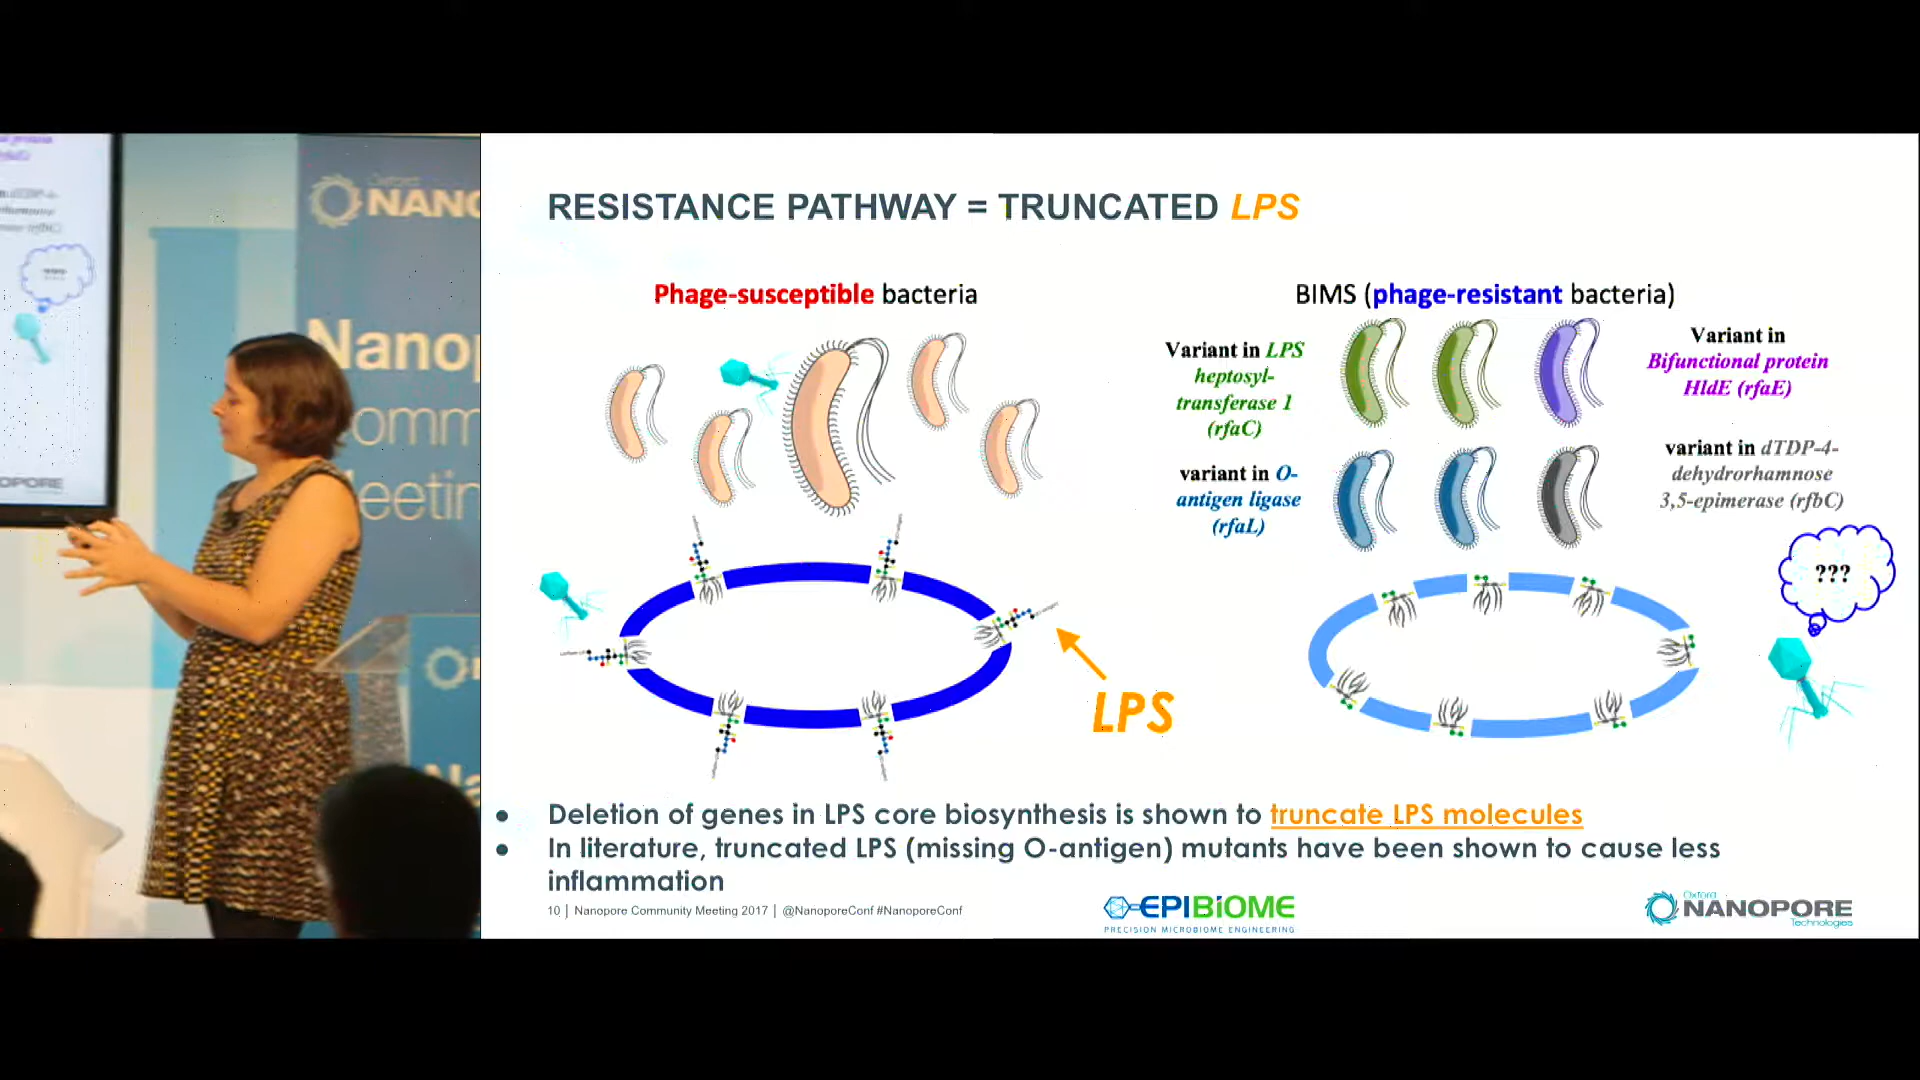 NANO
Nanop
omm
eetin
OPORE
RESISTANCE PATHWAY = TRUNCATED LPS
Phage-susceptible bacteria
BIMS (phage-resistant bacteria)
Variant in LPS
heptosyl-
transferase 1
(rfaC)
Variant in
Bifunctional protein
HldE (rfaE)
variant in O-
antigen ligase
(rfaL)
variant in dTDP-4-
dehydrorhamnose
3,5-epimerase (rfbC)
???
LPS
● Deletion of genes in LPS core biosynthesis is shown to truncate LPS molecules
● In literature, truncated LPS (missing O-antigen) mutants have been shown to cause less
inflammation
10 | Nanopore Community Meeting 2017 | @NanoporeConf #NanoporeConf
EPIBIOME
PRECISION MICROBIOME ENGINEERING
Oxford
NANOPORE
Technologies